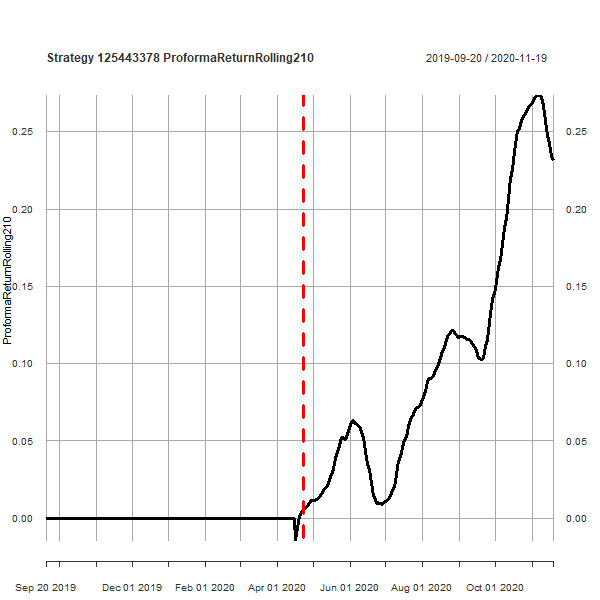 Strategy 125443378 ProformaReturnRolling210
2019-09-20 / 2020-11-19
ProformaReturnRolling210
0.25 0.25
0.20 0.20
0.15 0.15
0.10 0.10
0.05 0.05
0.00 0.00
Sep 20 2019 Dec 01 2019 Feb 01 2020 Apr 01 2020 Jun 01 2020 Aug 01 2020 Oct 01 2020